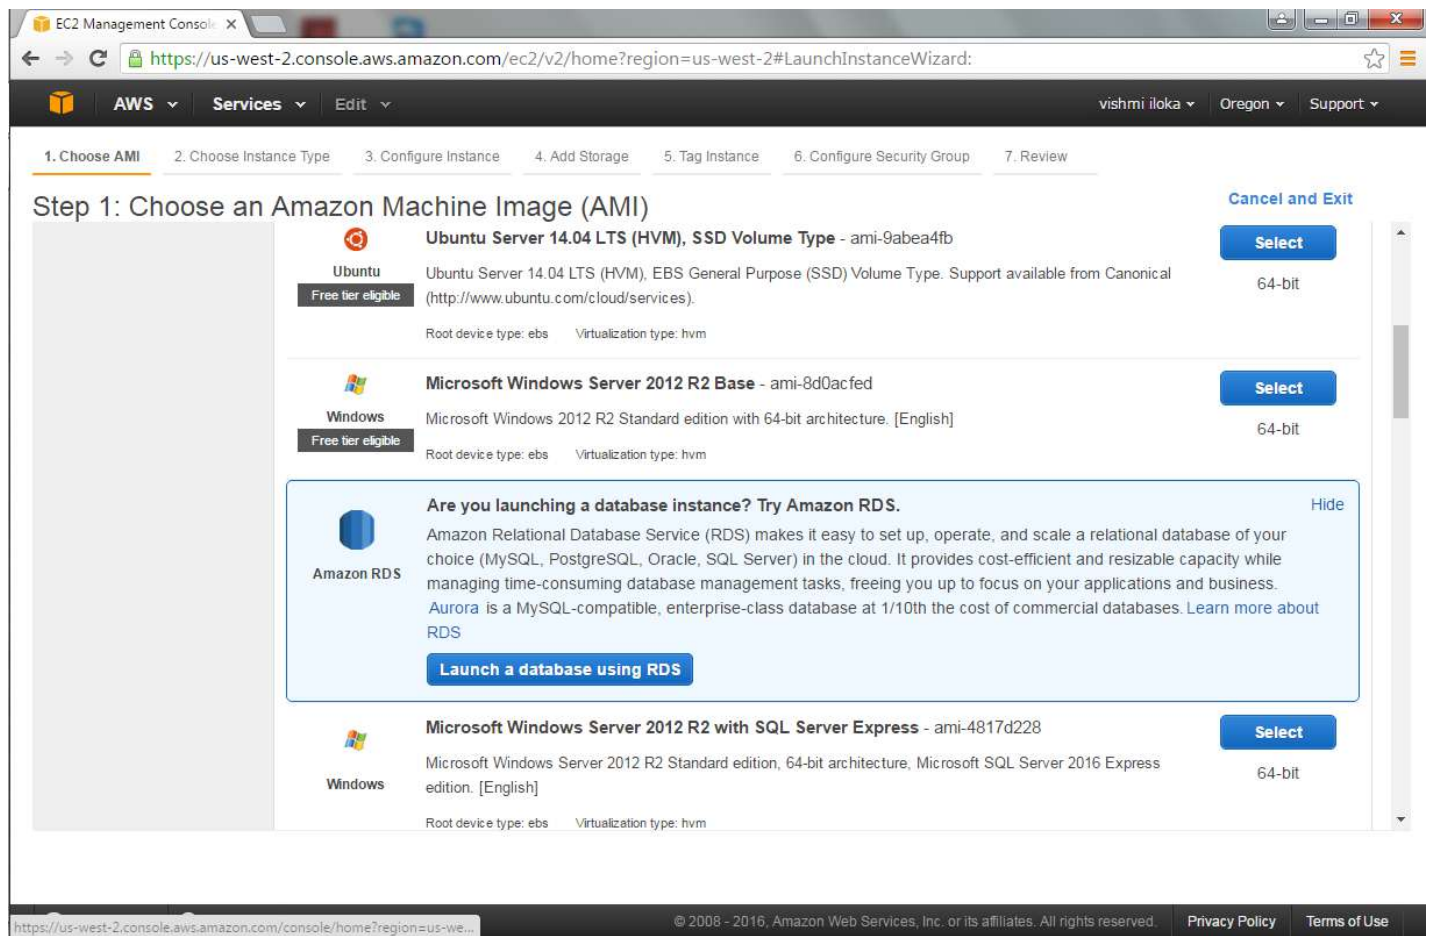 EC2 Management Consol
https://us-west-2.console.aws.amazon.com/ec2/v2/home?region=us-west-2#LaunchInstanceWizard:
AWS Services Edit vishmi iloka Oregon Support
1. Choose AMI 2. Choose Instance Type 3. Configure Instance 4. Add Storage 5. Tag Instance 6. Configure Security Group 7. Review
Step 1: Choose an Amazon Machine Image (AMI) Cancel and Exit
Ubuntu Server 14.04 LTS (HVM), SSD Volume Type - ami-9abea4fb Select
Ubuntu Ubuntu Server 14.04 LTS (HVM), EBS General Purpose (SSD) Volume Type. Support available from Canonical 64-bit
Free tier eligible (http://www.ubuntu.com/cloud/services).
Root device type: ebs Virtualization type: hvm
Microsoft Windows Server 2012 R2 Base - ami-8d0acfed Select
Windows Microsoft Windows 2012 R2 Standard edition with 64-bit architecture. [English] 64-bit
Free tier eligible
Root device type: ebs Virtualization type: hvm
Are you launching a database instance? Try Amazon RDS. Hide
Amazon Relational Database Service (RDS) makes it easy to set up, operate, and scale a relational database of your
choice (MySQL, PostgreSQL, Oracle, SQL Server) in the cloud. It provides cost-efficient and resizable capacity while
Amazon RDS managing time-consuming database management tasks, freeing you up to focus on your applications and business.
Aurora is a MySQL-compatible, enterprise-class database at 1/10th the cost of commercial databases. Learn more about
RDS
Launch a database using RDS
Microsoft Windows Server 2012 R2 with SQL Server Express - ami-4817d228 Select
Microsoft Windows Server 2012 R2 Standard edition, 64-bit architecture, Microsoft SQL Server 2016 Express 64-bit
Windows edition. [English]
Root device type: ebs Virtualization type: hvm
https://us-west-2.console.aws.amazon.com/console/home?region=us-we... © 2008 - 2016, Amazon Web Services, Inc. or its affiliates. All rights reserved. Privacy Policy Terms of Use